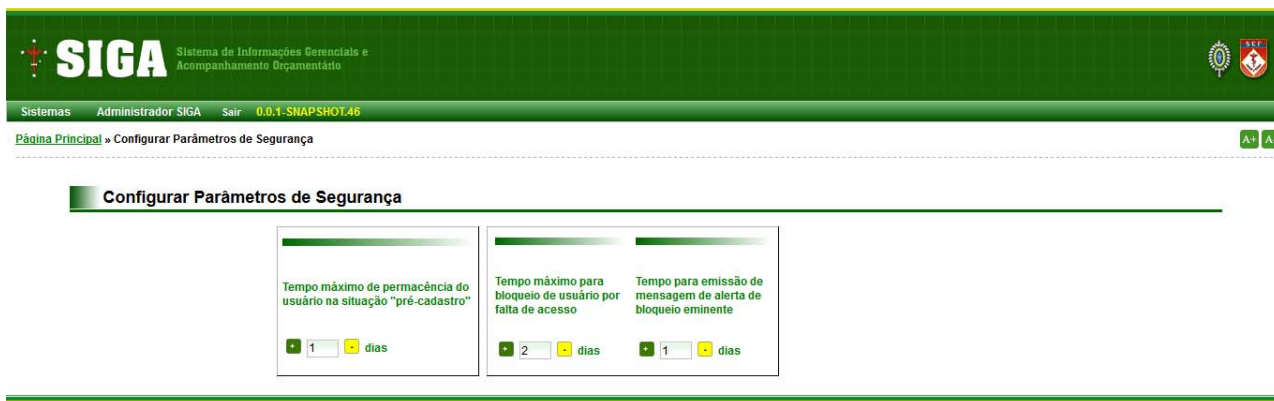 SIGA
Sistema de Informações Gerenciais e
Acompanhamento Orçamentário
SEF
Sistemas Administrador SIGA Sair 0.0.1-SNAPSHOT.46
Página Principal » Configurar Parâmetros de Segurança
A+ A
Configurar Parâmetros de Segurança
Tempo máximo de permacência do
usuário na situação "pré-cadastro"
+ 1 - dias
Tempo máximo para
bloqueio de usuário por
falta de acesso
+ 2 - dias
Tempo para emissão de
mensagem de alerta de
bloqueio eminente
+ 1 - dias